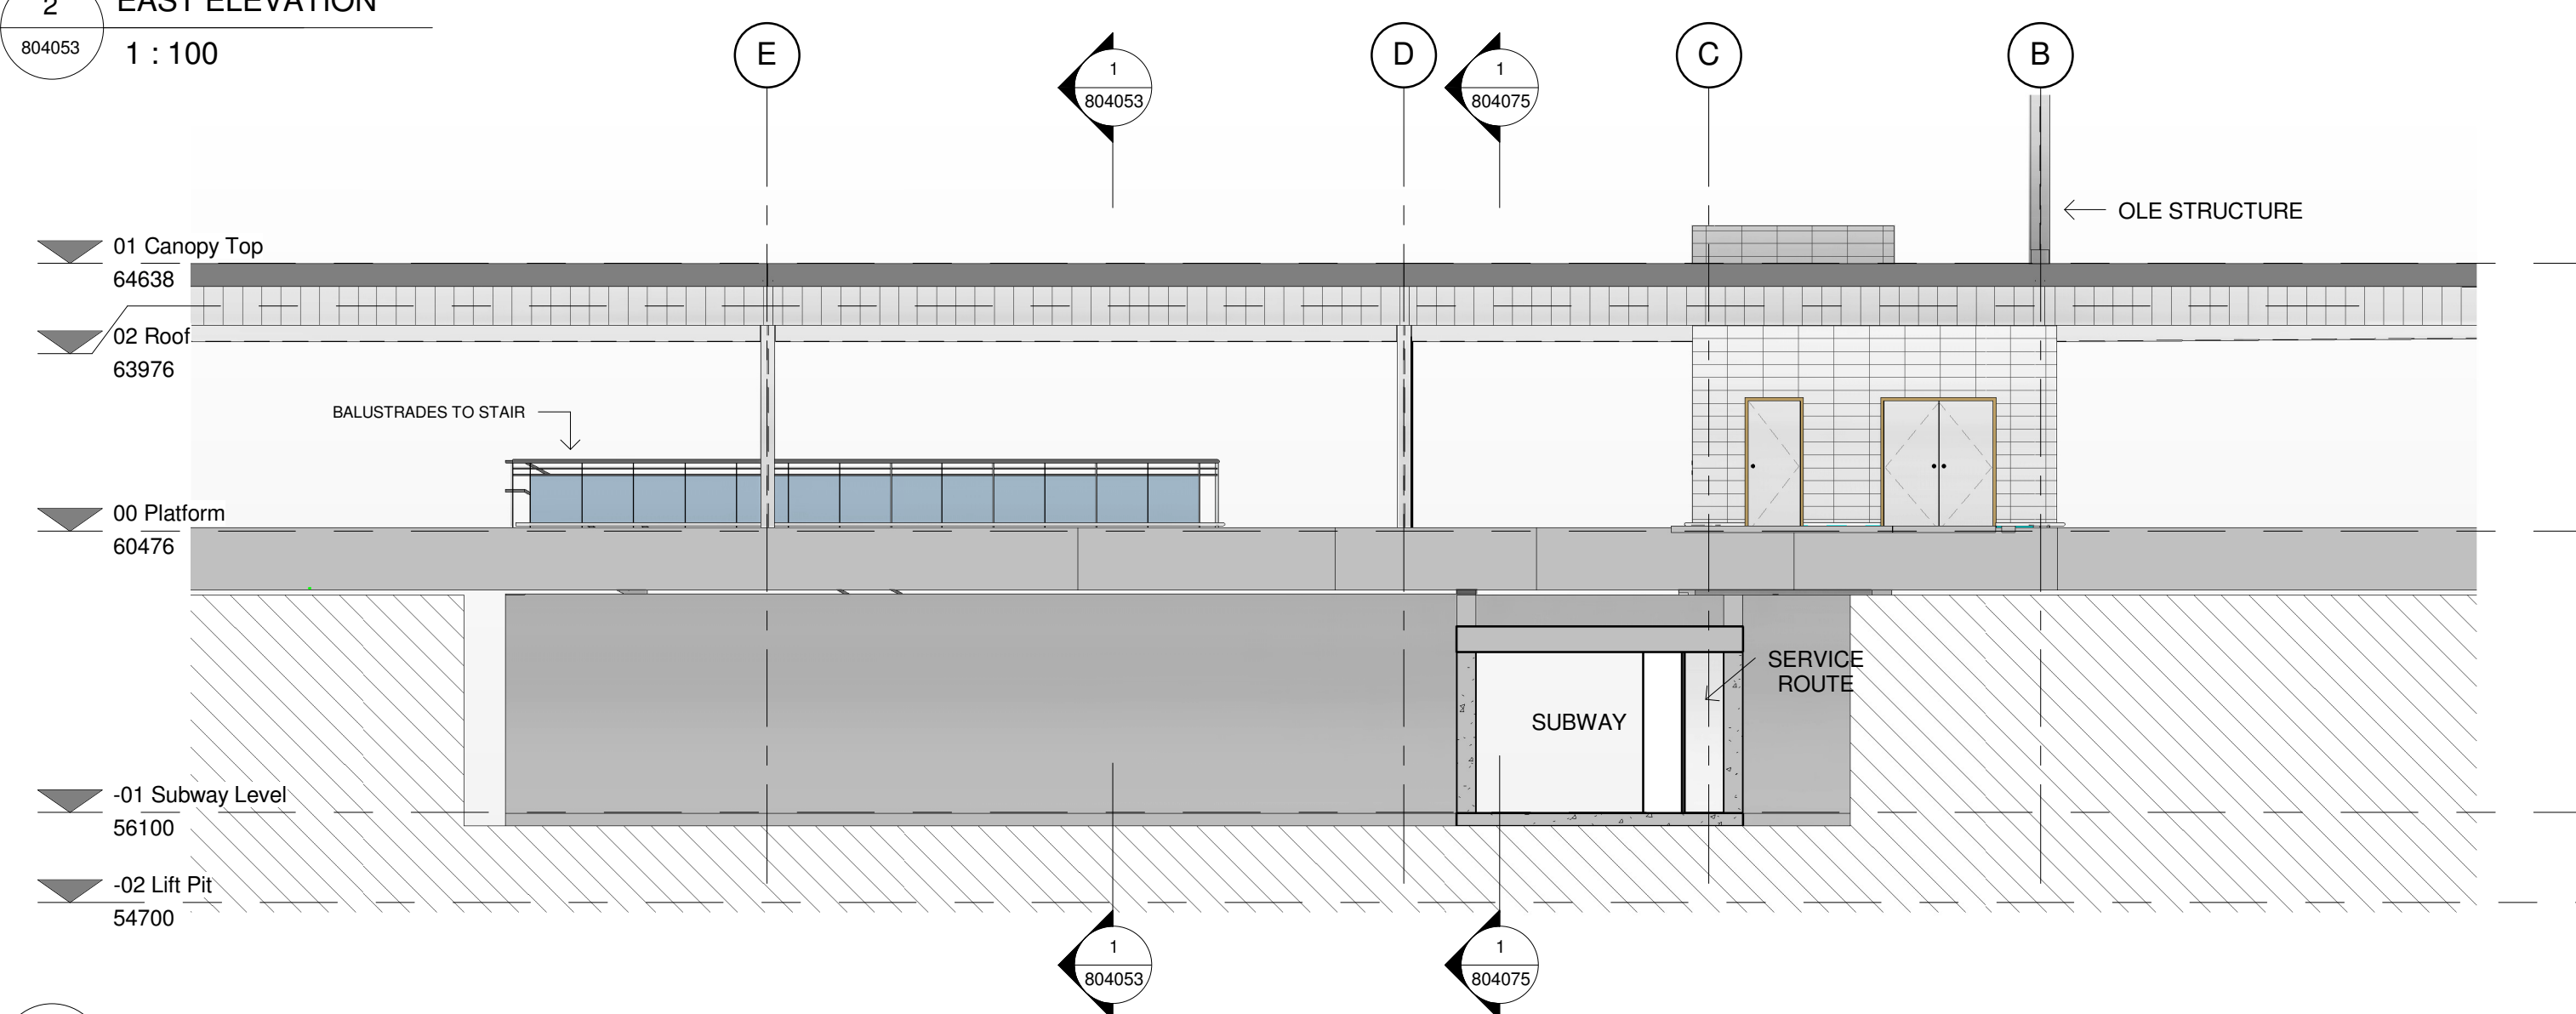 2
EAST ELEVATION
804053
1 : 100
E
1
804053
D
1
804075
C
B
OLE STRUCTURE
01 Canopy Top
64638
02 Roof
63976
BALUSTRADES TO STAIR
00 Platform
60476
SERVICE
ROUTE
SUBWAY
-01 Subway Level
56100
-02 Lift Pit
54700
1
804053
1
804075